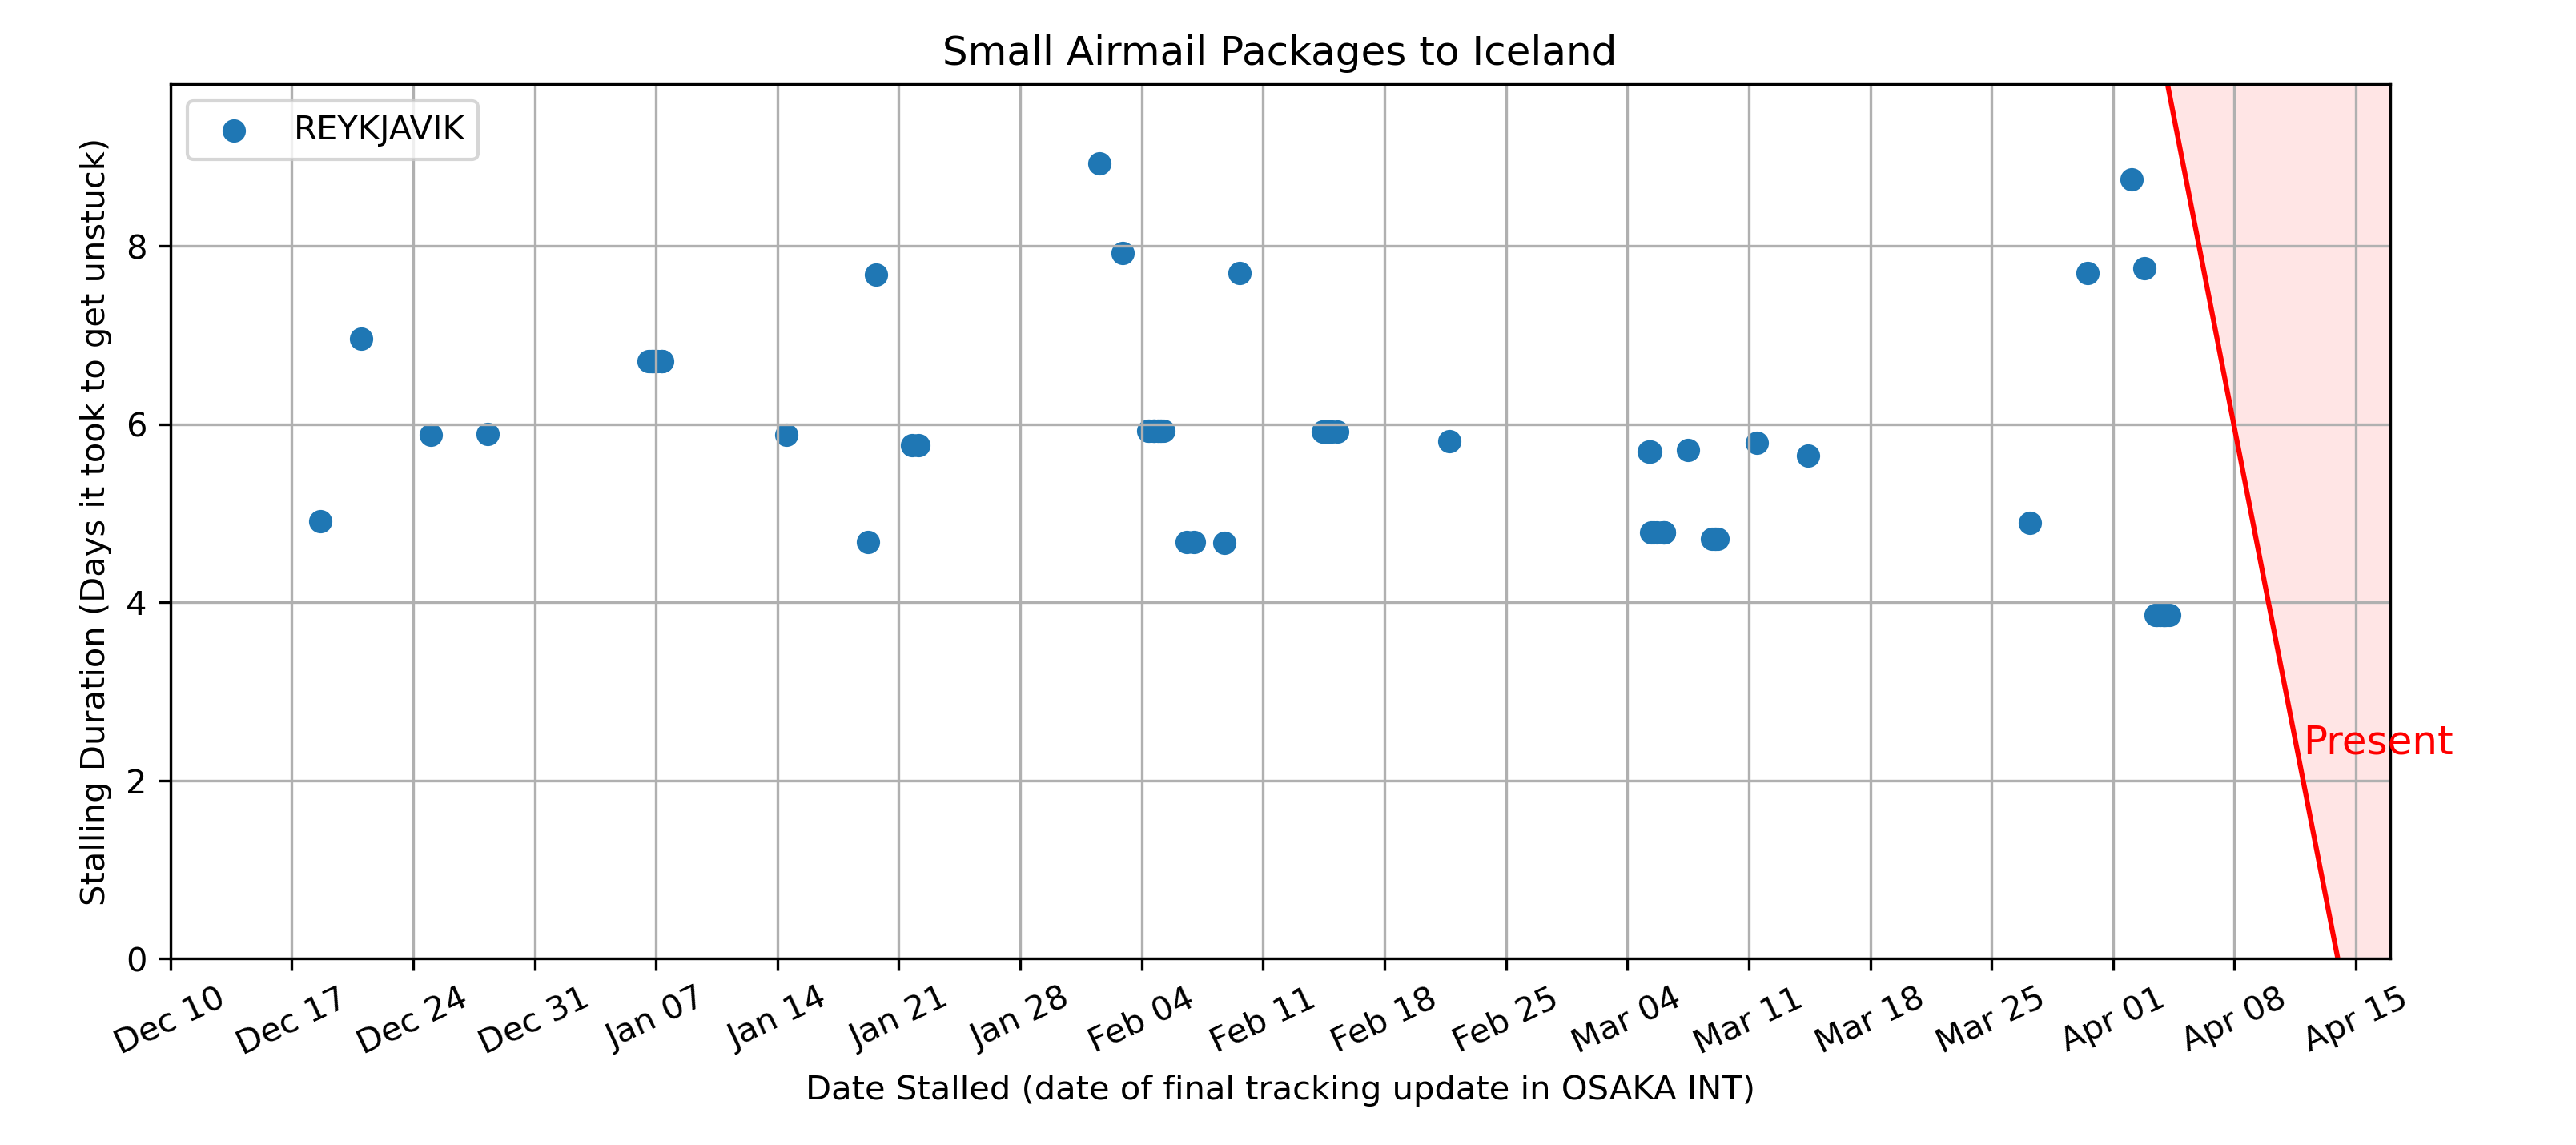 Small Airmail Packages to Iceland
REYKJAVIK
Stalling Duration (Days it took to get unstuck)
8
6
4
2
0
Present
Dec 10 Dec 17 Dec 24 Dec 31 Jan 07 Jan 14 Jan 21 Jan 28 Feb 04 Feb 11 Feb 18 Feb 25 Mar 04 Mar 11 Mar 18 Mar 25 Apr 01 Apr 08 Apr 15
Date Stalled (date of final tracking update in OSAKA INT)